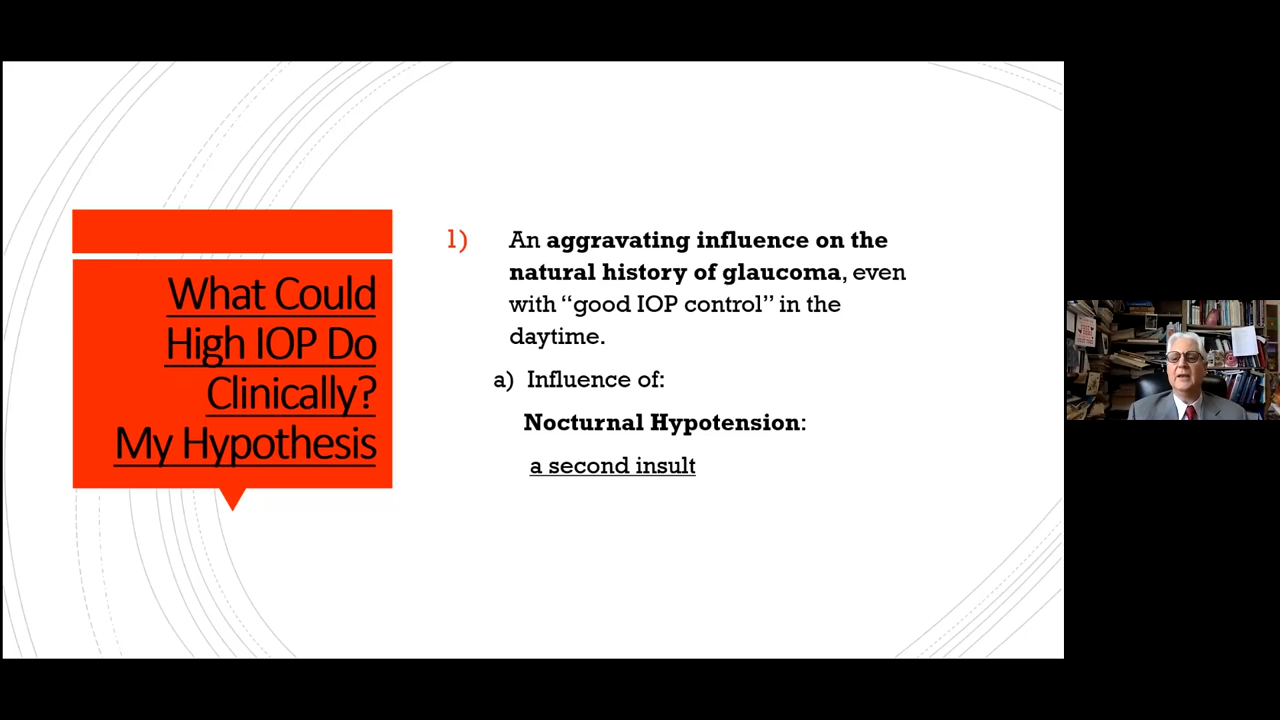 What Could
High IOP Do
Clinically?
My Hypothesis
1) An aggravating influence on the
natural history of glaucoma, even
with “good IOP control” in the
daytime.
a) Influence of:
Nocturnal Hypotension:
a second insult